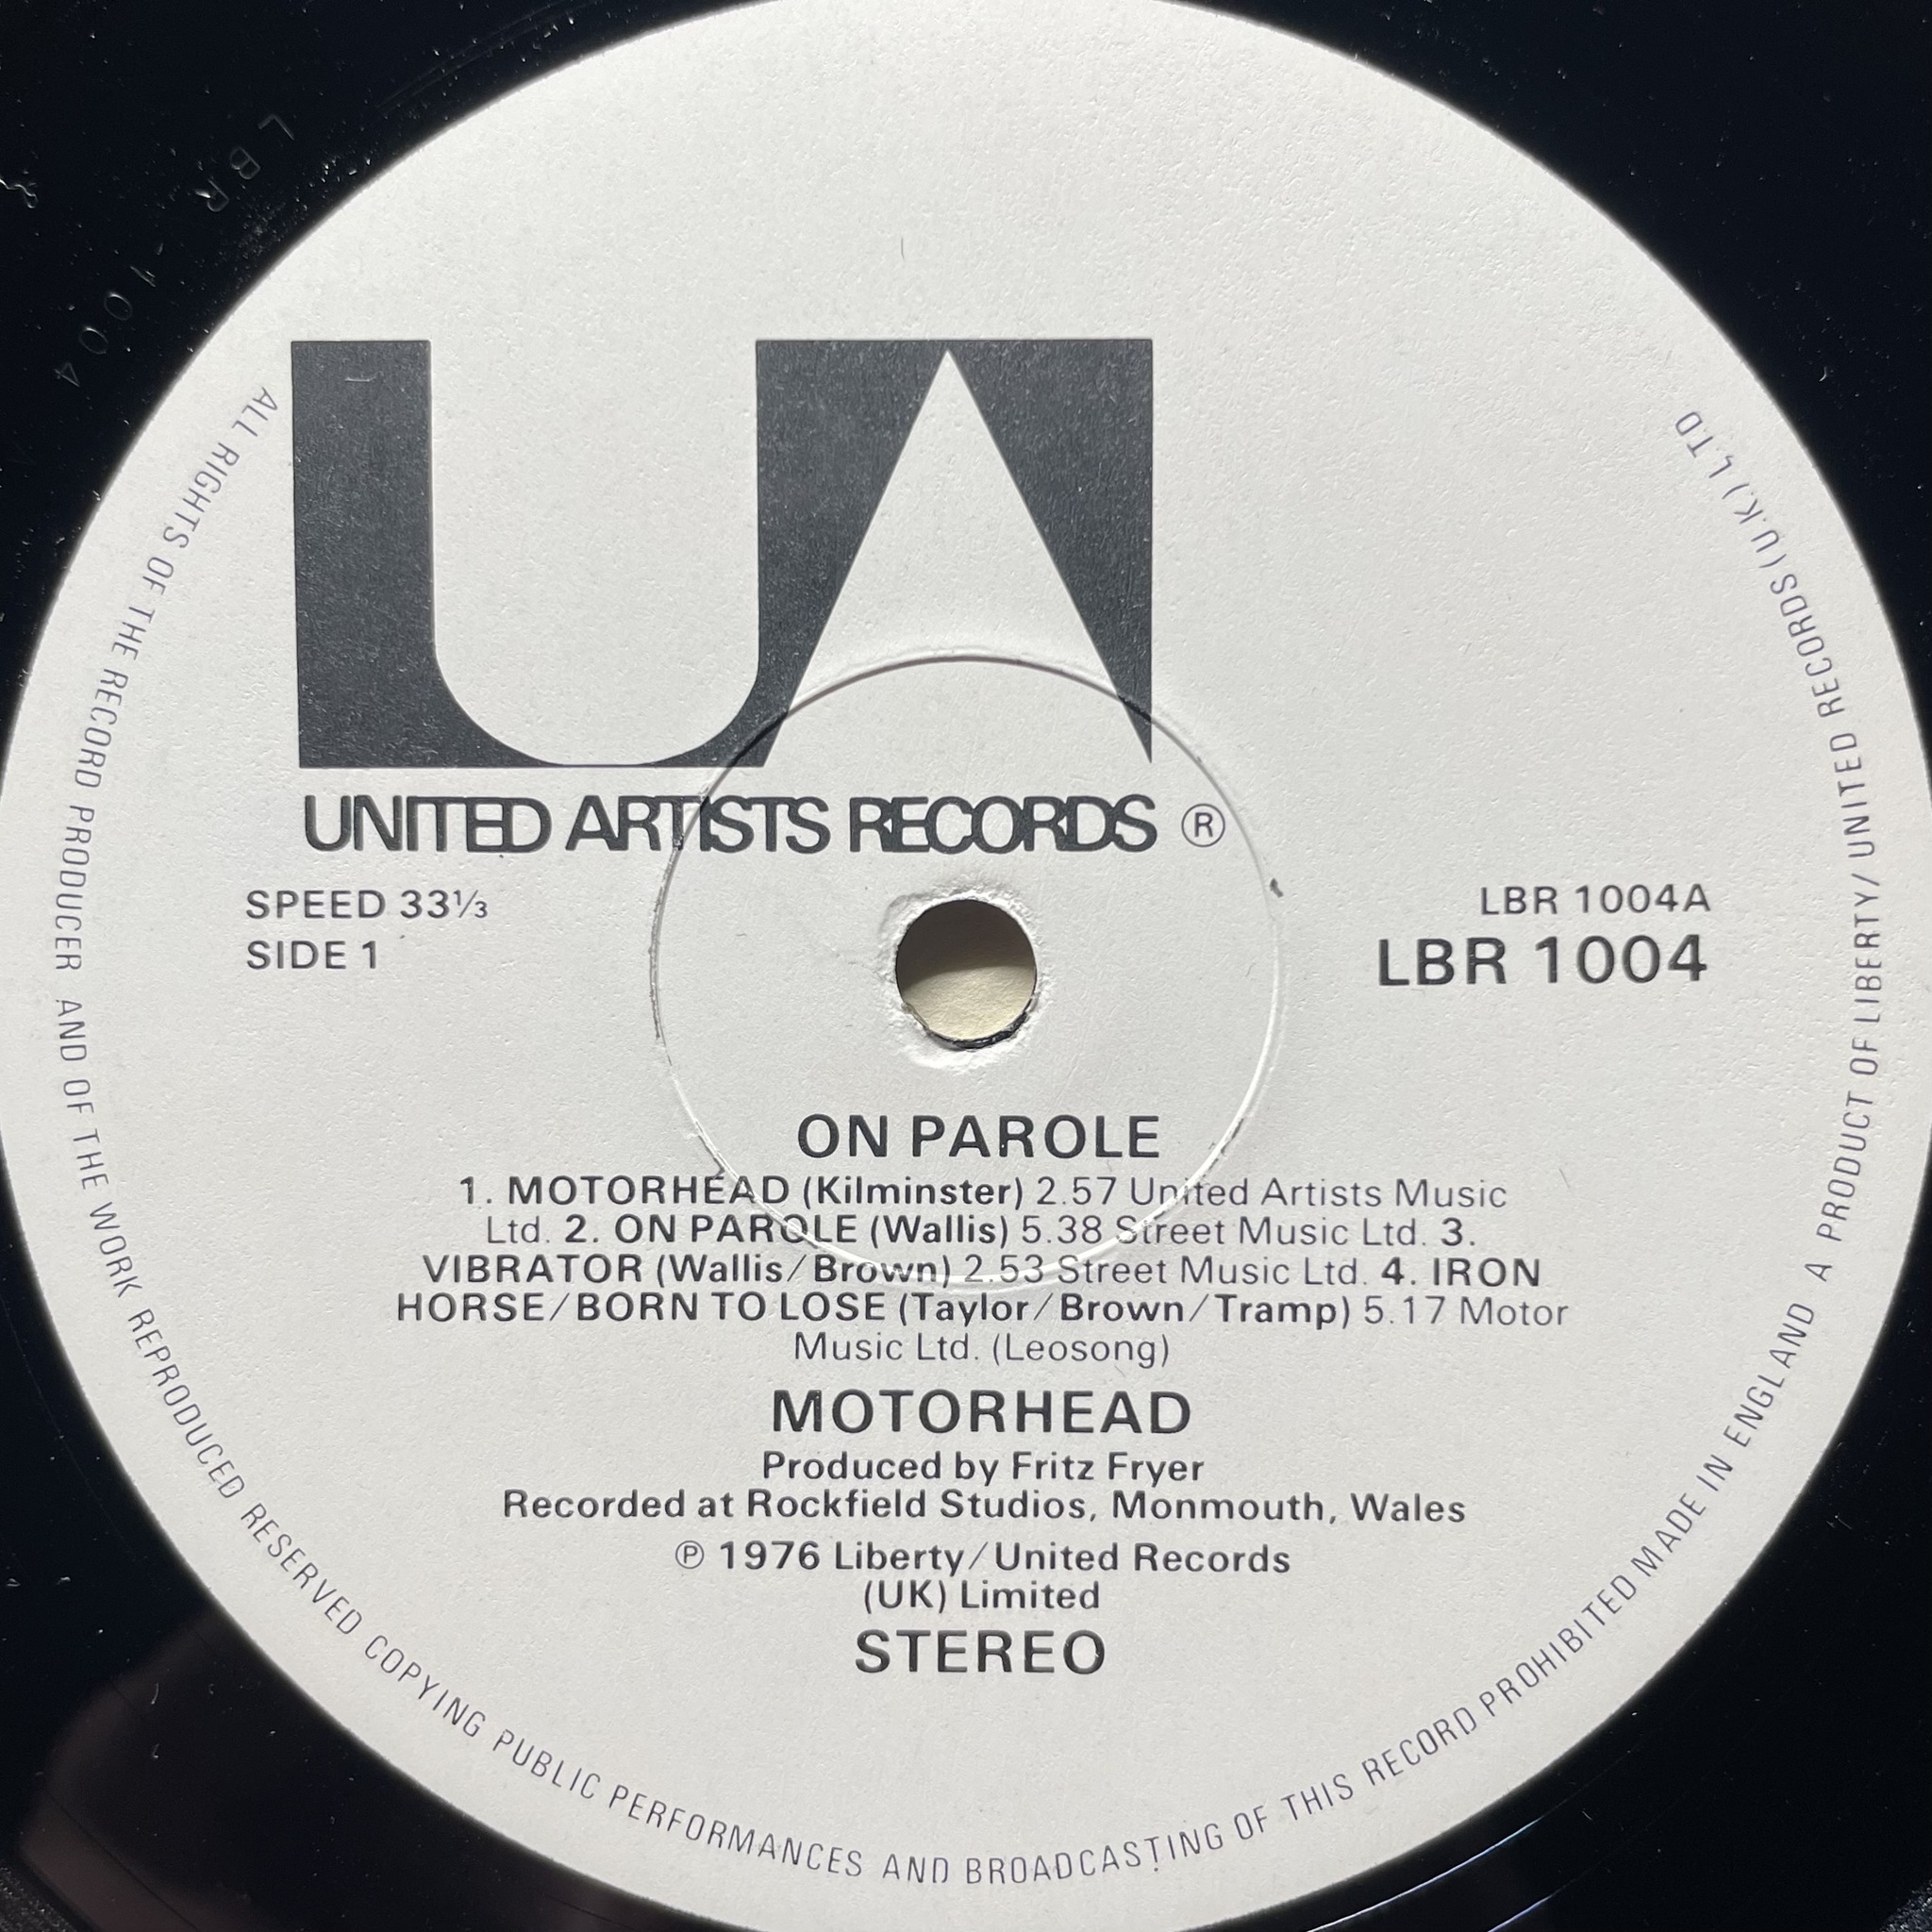 LBR 1004
UA
UNITED ARTISTS RECORDS ®
SPEED 33⅓
SIDE 1
LBR 1004A
LBR 1004
ON PAROLE
1. MOTORHEAD (Kilminster) 2.57 United Artists Music
Ltd. 2. ON PAROLE (Wallis) 5.38 Street Music Ltd. 3.
VIBRATOR (Wallis/Brown) 2.53 Street Music Ltd. 4. IRON
HORSE/BORN TO LOSE (Taylor/Brown/Tramp) 5.17 Motor
Music Ltd. (Leosong)
MOTORHEAD
Produced by Fritz Fryer
Recorded at Rockfield Studios, Monmouth, Wales
℗ 1976 Liberty/United Records
(UK) Limited
STEREO
ALL RIGHTS OF THE RECORD PRODUCER AND OF THE WORK REPRODUCED RESERVED COPYING PUBLIC PERFORMANCES AND BROADCASTING OF THIS RECORD PROHIBITED MADE IN ENGLAND A PRODUCT OF LIBERTY/UNITED RECORDS (U.K.) LTD